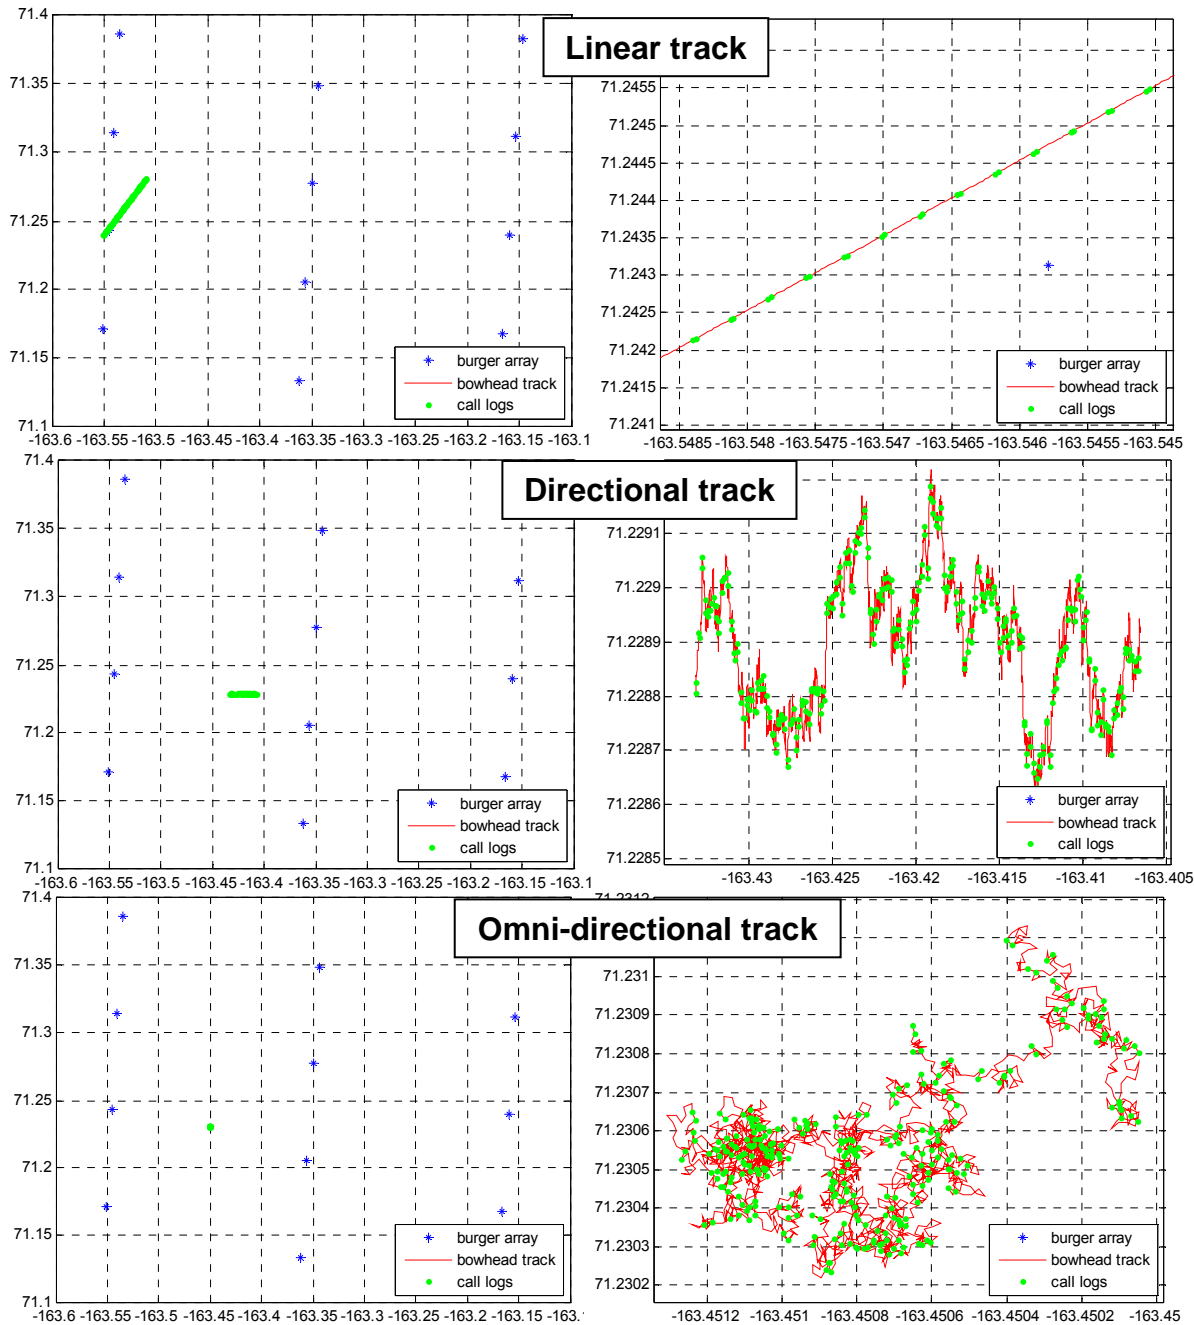 Linear track
71.4
71.35
71.3
71.25
71.2
71.15
71.1
-163.6 -163.55 -163.5 -163.45 -163.4 -163.35 -163.3 -163.25 -163.2 -163.15 -163.1
burger array
bowhead track
call logs
71.2455
71.245
71.2445
71.244
71.2435
71.243
71.2425
71.242
71.2415
71.241
-163.5485 -163.548 -163.5475 -163.547 -163.5465 -163.546 -163.5455 -163.545
burger array
bowhead track
call logs
Directional track
71.4
71.35
71.3
71.25
71.2
71.15
71.1
-163.6 -163.55 -163.5 -163.45 -163.4 -163.35 -163.3 -163.25 -163.2 -163.15 -163.1
burger array
bowhead track
call logs
71.2291
71.229
71.2289
71.2288
71.2287
71.2286
71.2285
-163.43 -163.425 -163.42 -163.415 -163.41 -163.405
burger array
bowhead track
call logs
Omni-directional track
71.4
71.35
71.3
71.25
71.2
71.15
71.1
-163.6 -163.55 -163.5 -163.45 -163.4 -163.35 -163.3 -163.25 -163.2 -163.15 -163.
burger array
bowhead track
call logs
71.2312
71.231
71.2309
71.2308
71.2307
71.2306
71.2305
71.2304
71.2303
71.2302
-163.4512 -163.451 -163.4508 -163.4506 -163.4504 -163.4502 -163.45
burger array
bowhead track
call logs